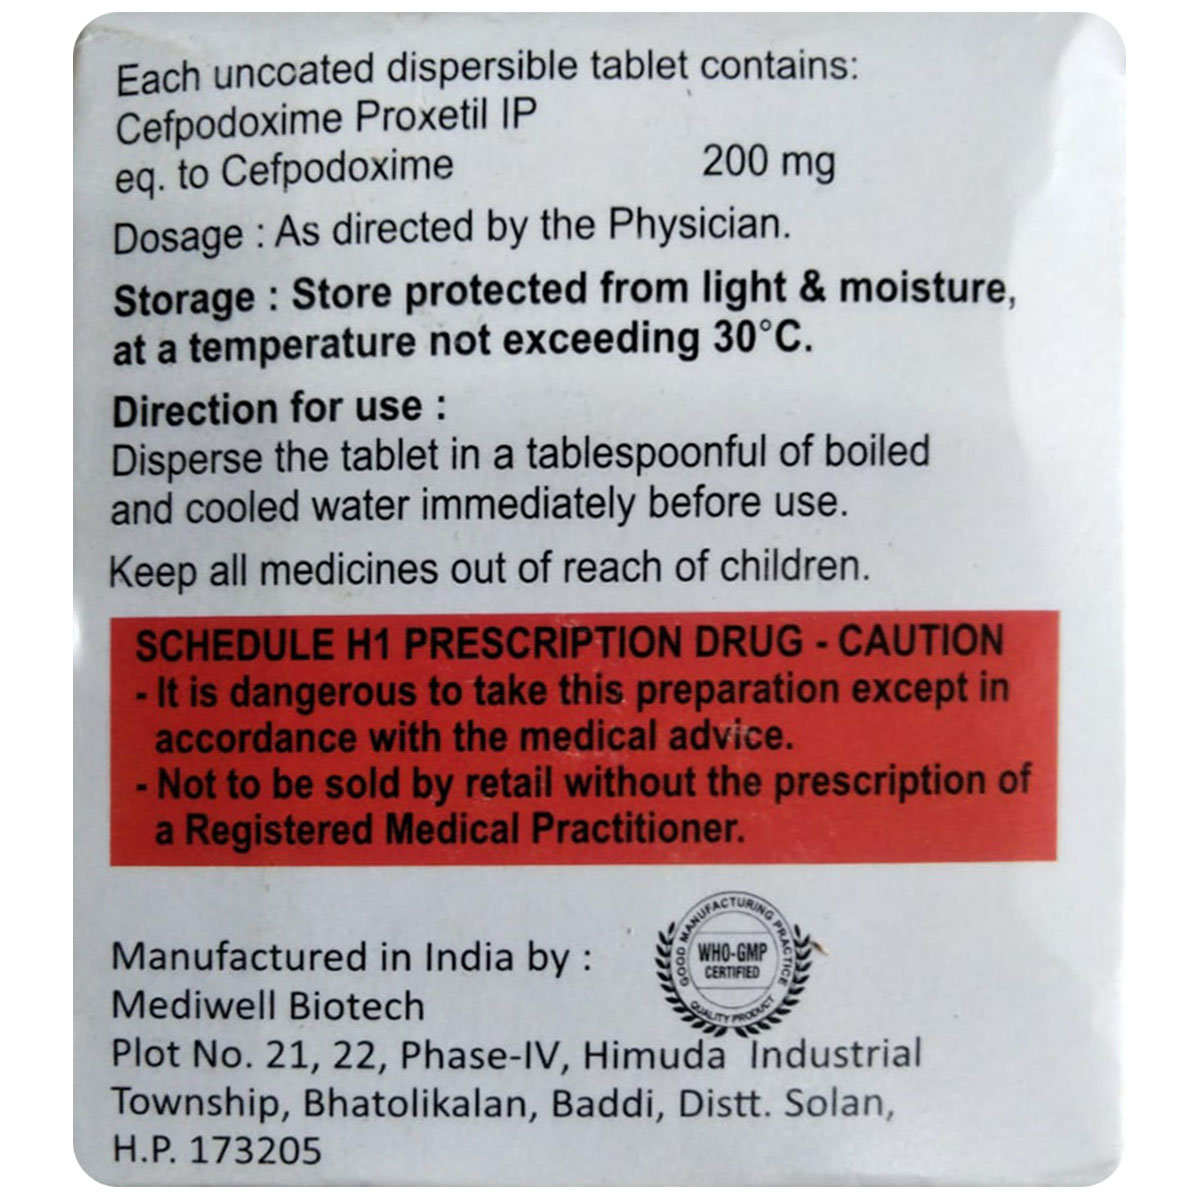 Each uncoated dispersible tablet contains:
Cefpodoxime Proxetil IP
eq. to Cefpodoxime 200 mg
Dosage : As directed by the Physician.
Storage : Store protected from light & moisture,
at a temperature not exceeding 30°C.
Direction for use :
Disperse the tablet in a tablespoonful of boiled
and cooled water immediately before use.
Keep all medicines out of reach of children.
SCHEDULE H1 PRESCRIPTION DRUG - CAUTION
- It is dangerous to take this preparation except in
accordance with the medical advice.
- Not to be sold by retail without the prescription of
a Registered Medical Practitioner.
GOOD MANUFACTURING PRACTICE
WHO-GMP
CERTIFIED
QUALITY PRODUCT
Manufactured in India by :
Mediwell Biotech
Plot No. 21, 22, Phase-IV, Himuda Industrial
Township, Bhatolikalan, Baddi, Distt. Solan,
H.P. 173205